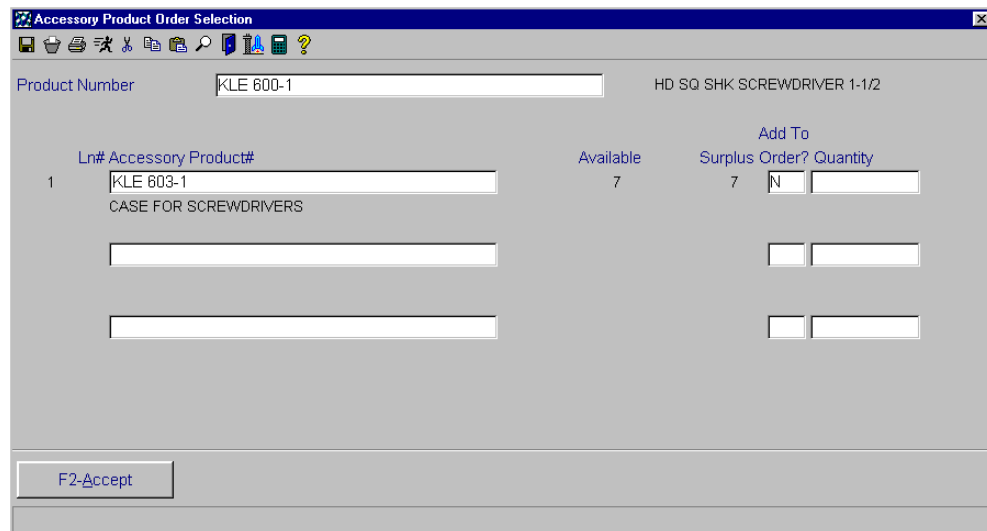 Accessory Product Order Selection
Product Number KLE 600-1 HD SQ SHK SCREWDRIVER 1-1/2
Add To
Ln# Accessory Product# Available Surplus Order? Quantity
1 KLE 603-1 7 7 N
CASE FOR SCREWDRIVERS
F2-Accept